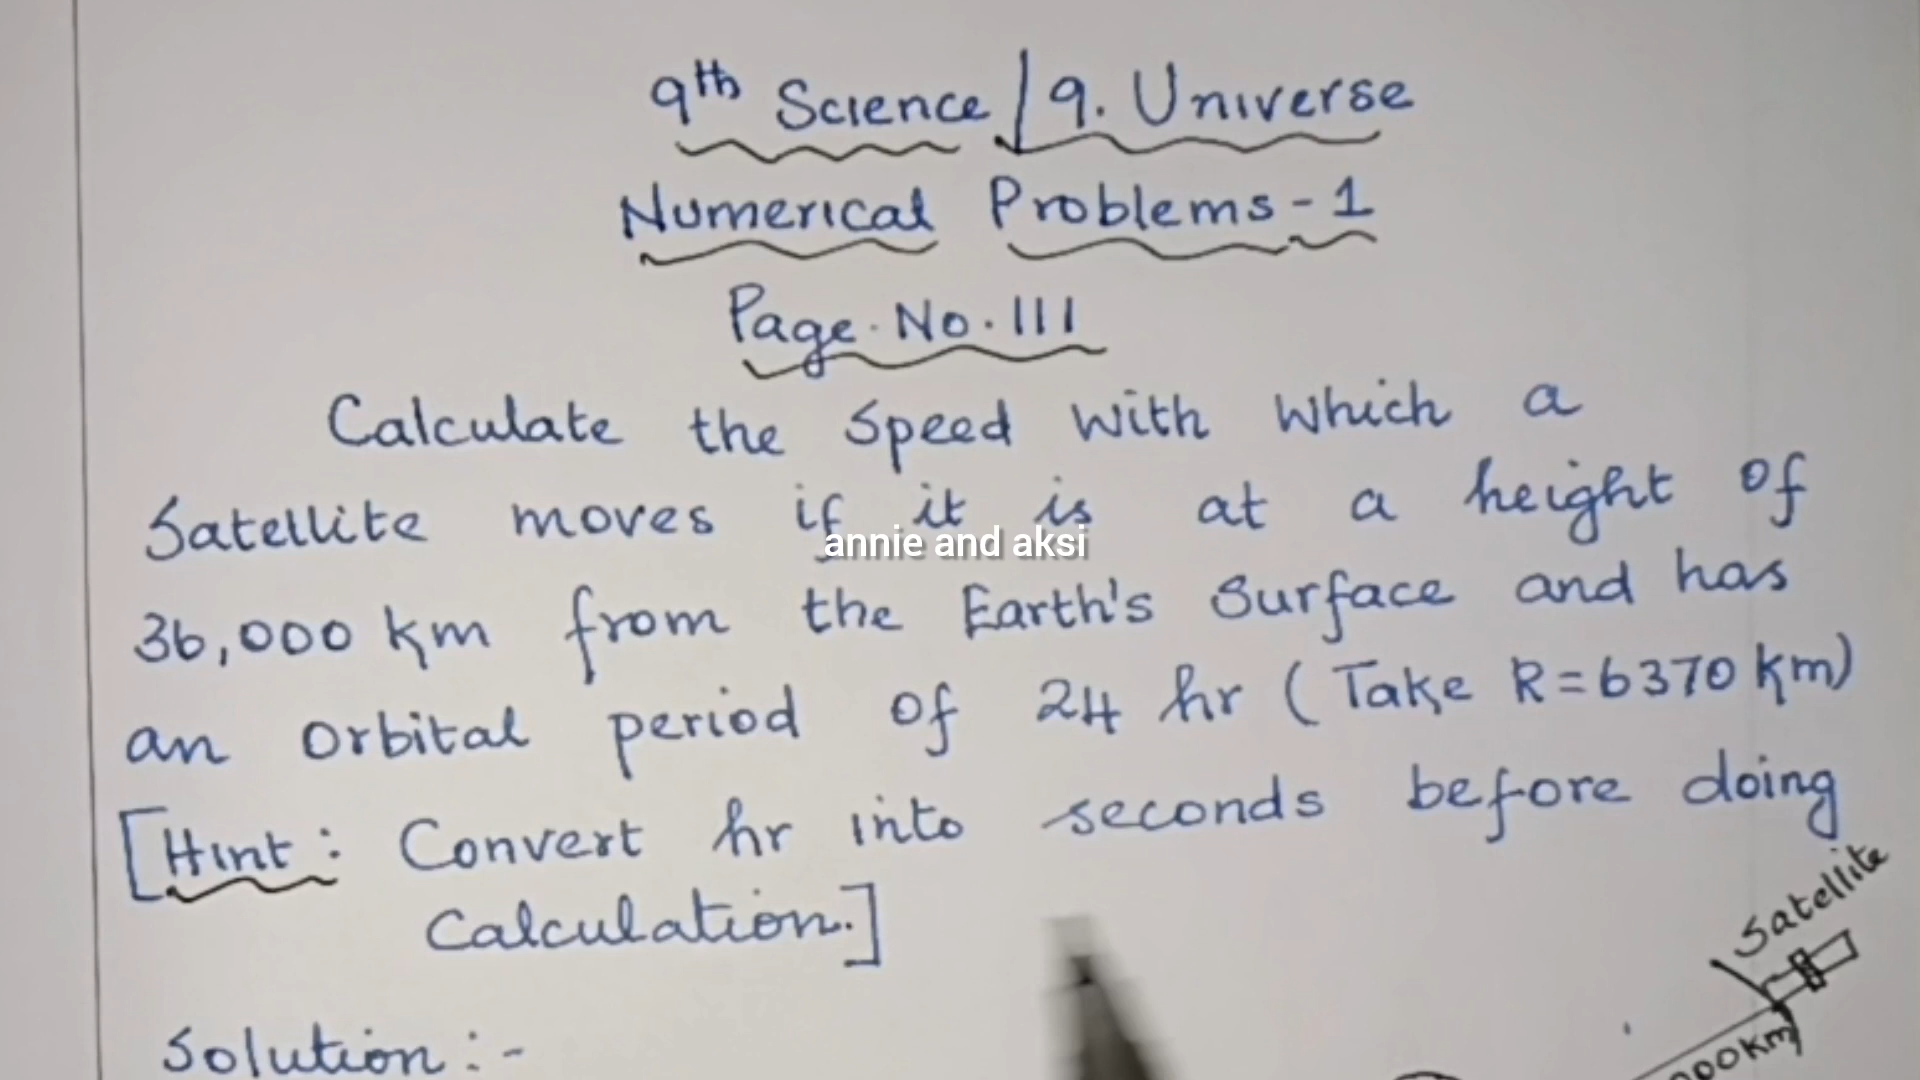 9th Science / 9. Universe
Numerical Problems - 1
Page. No. 111
Calculate the Speed with which a
Satellite moves if it is at a height of
annie and aksi
36,000 km from the Earth's Surface and has
an orbital period of 24 hr (Take R = 6370 km)
[Hint : Convert hr into seconds before doing
Calculation.]
Satellite
Solution : -
000 km